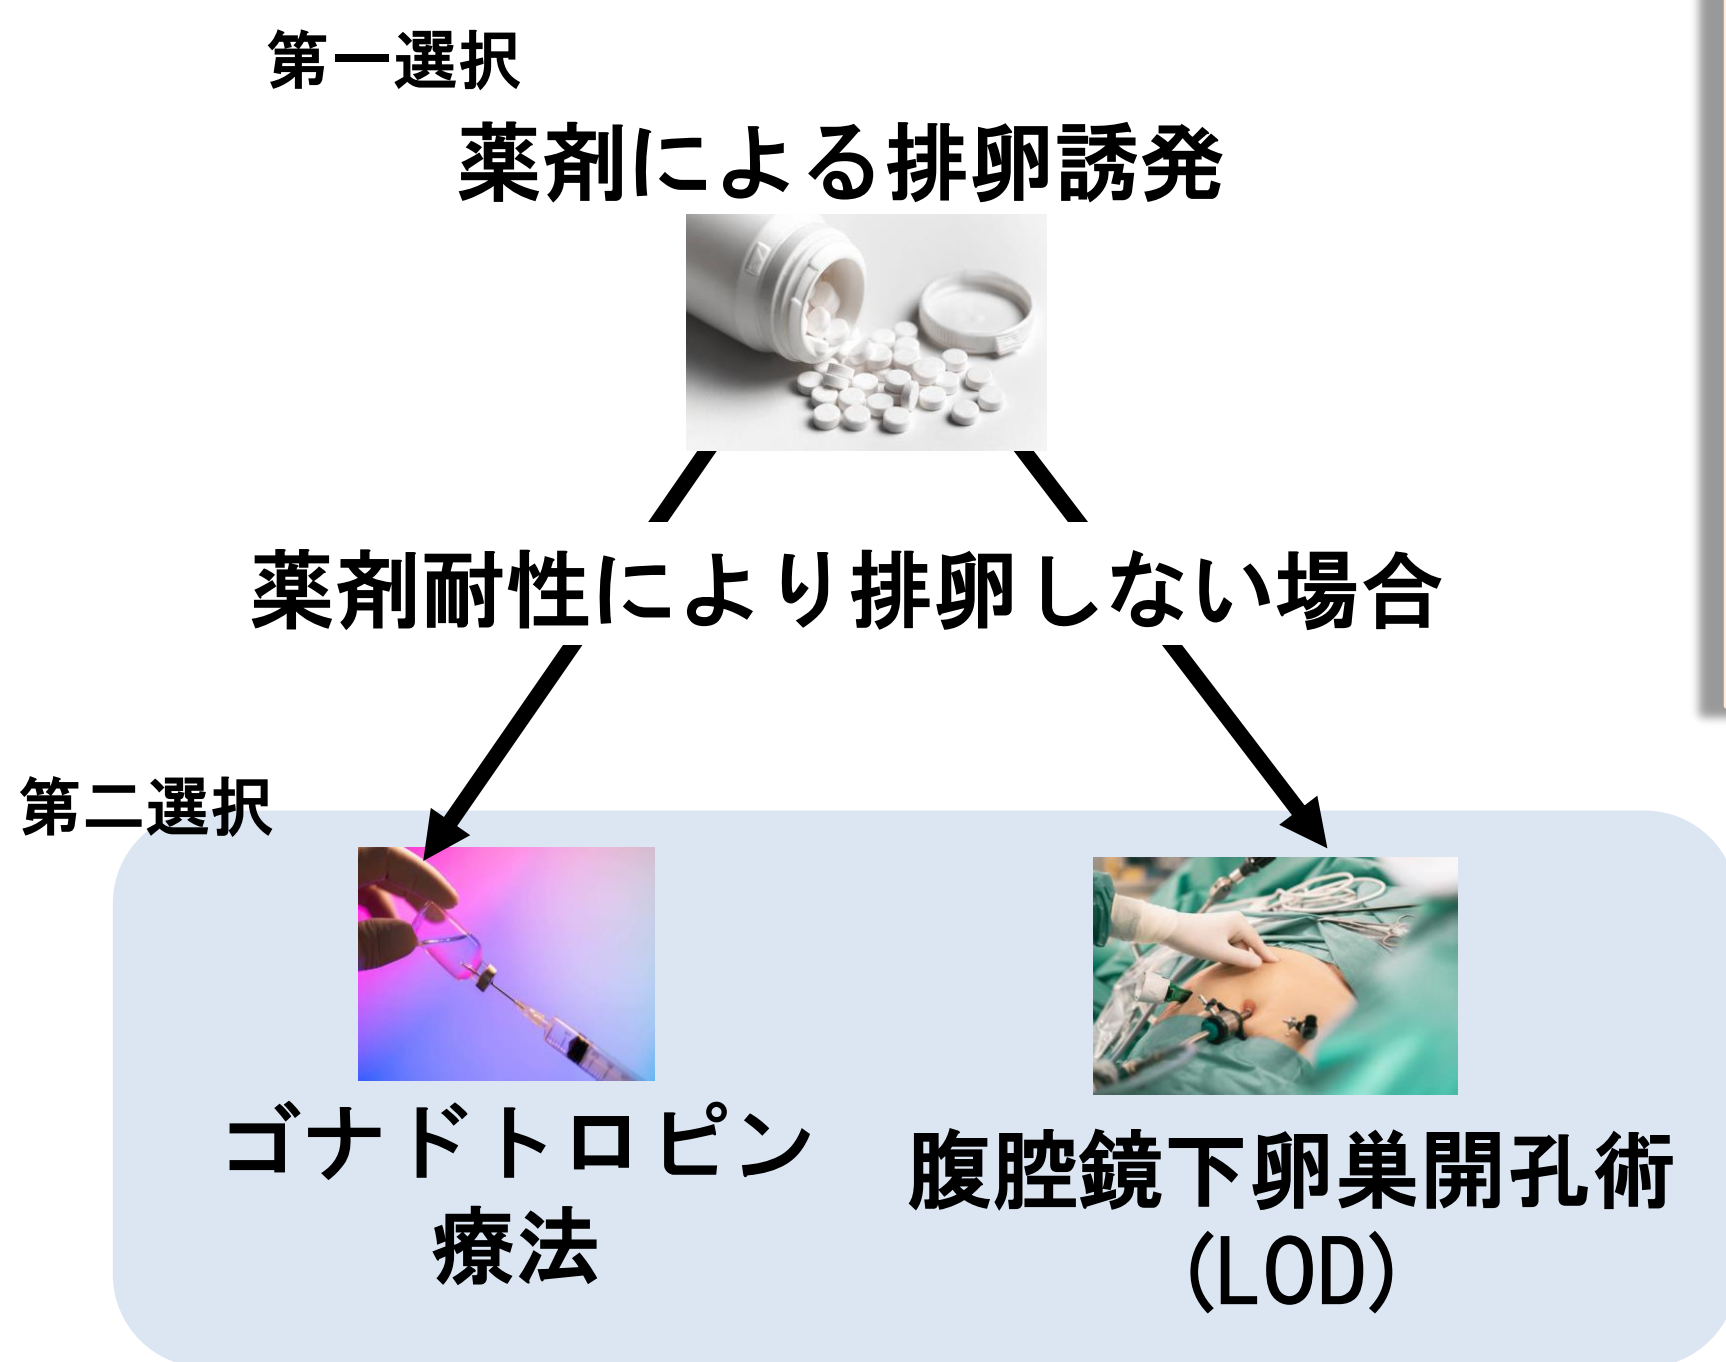 第一選択
薬剤による排卵誘発
薬剤耐性により排卵しない場合
第二選択
ゴナドトロピン
療法
腹腔鏡下卵巣開孔術
(LOD)